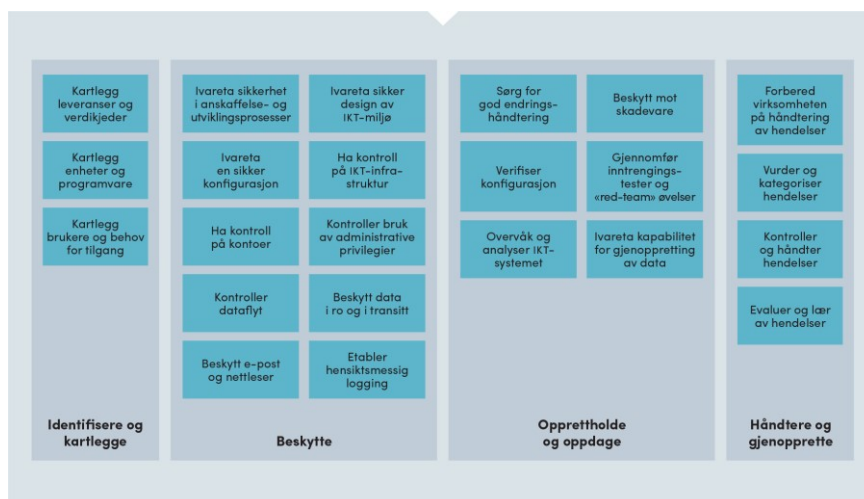 Kartlegg
leveranser og
verdikjeder
Kartlegg
enheter og
programvare
Kartlegg
brukere og behov
for tilgang
Identifisere og
kartlegge
Ivareta sikkerhet
i anskaffelse- og
utviklingsprosesser
Ivareta sikker
design av
IKT-miljø
Ivareta
en sikker
konfigurasjon
Ha kontroll
på IKT-infra-
struktur
Ha kontroll
på kontoer
Kontroller bruk
av administrative
privilegier
Kontroller
dataflyt
Beskytt data
i ro og i transitt
Beskytt e-post
og nettleser
Etabler
hensiktsmessig
logging
Beskytte
Sørg for
god endrings-
håndtering
Beskytt mot
skadevare
Verifiser
konfigurasjon
Gjennomfør
inntrengings-
tester og
«red-team» øvelser
Overvåk og
analyser IKT-
systemet
Ivareta kapabilitet
for gjenoppretting
av data
Opprettholde
og oppdage
Forbered
virksomheten
på håndtering
av hendelser
Vurder og
kategoriser
hendelser
Kontroller
og håndter
hendelser
Evaluer og lær
av hendelser
Håndtere og
gjenopprette